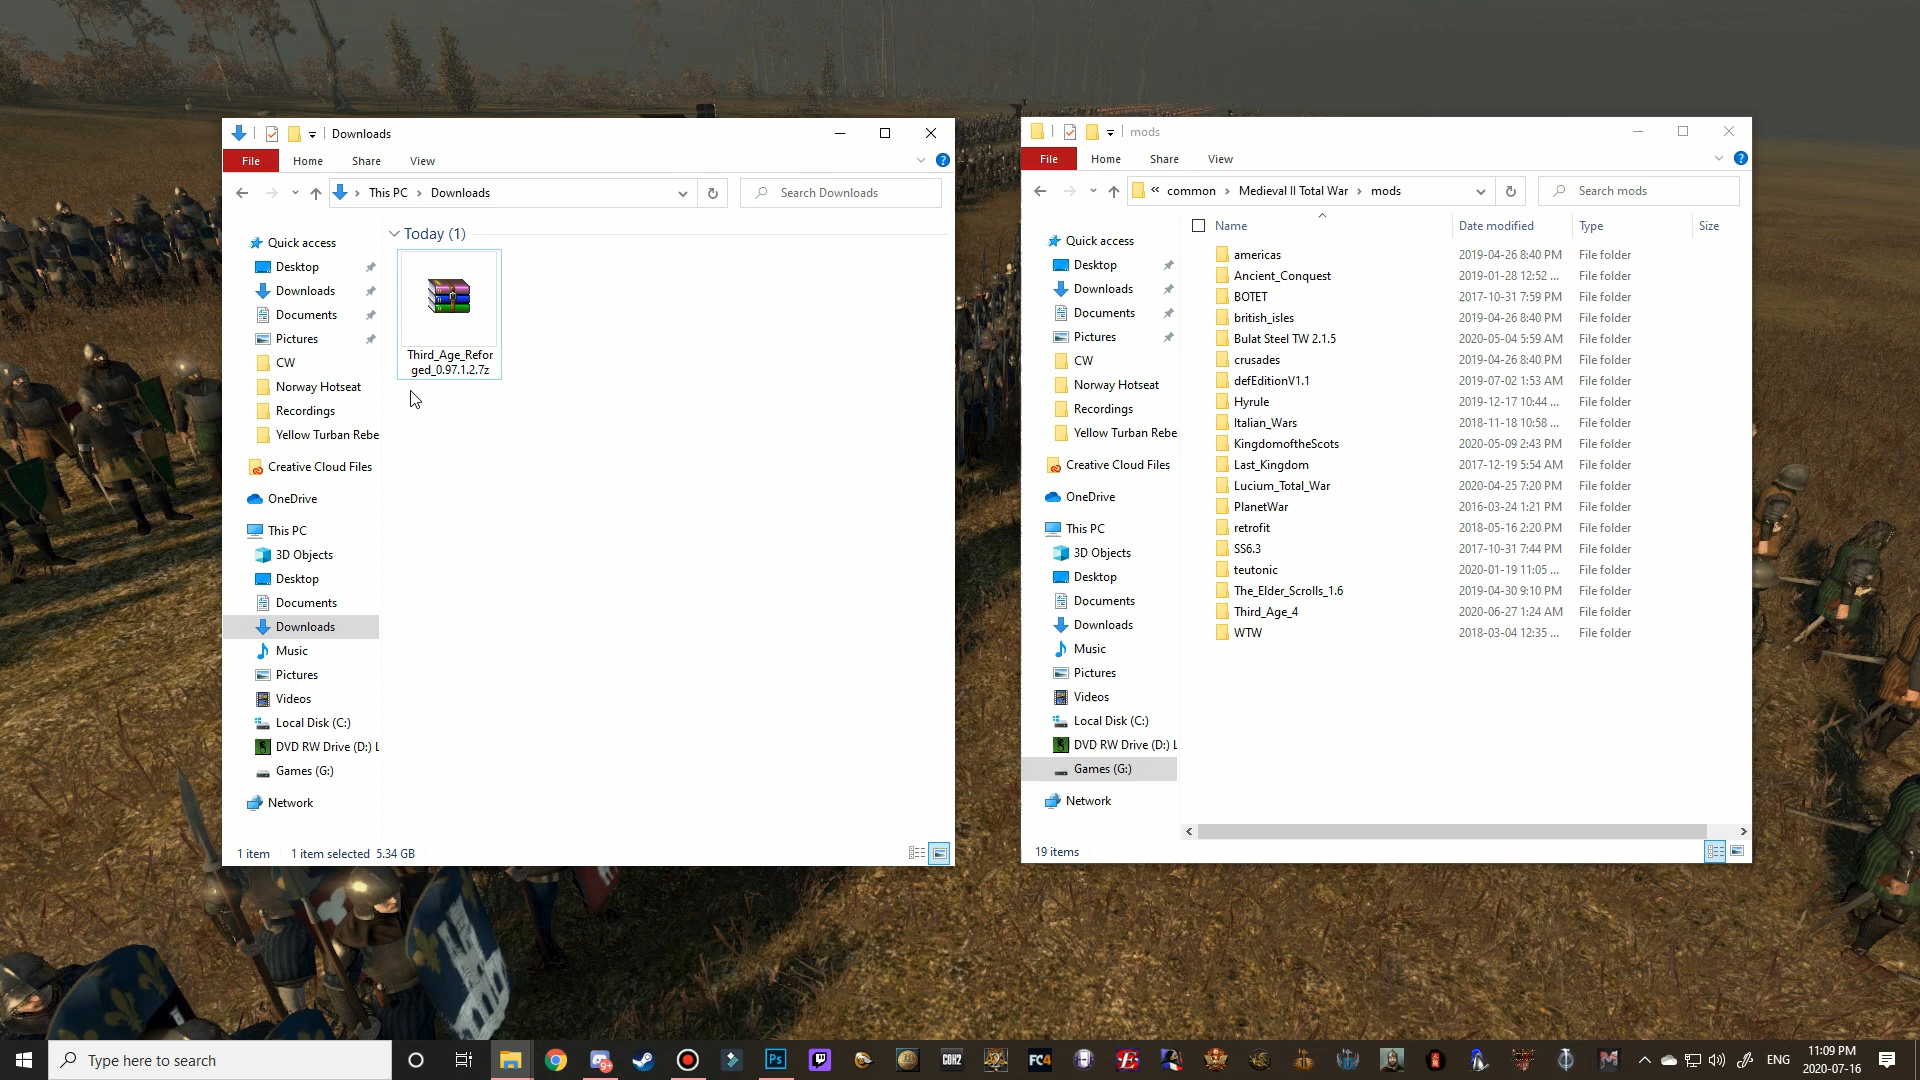 Downloads
File Home Share View
This PC Downloads
Search Downloads
Quick access
Desktop
Downloads
Documents
Pictures
CW
Norway Hotseat
Recordings
Yellow Turban Rebe
Creative Cloud Files
OneDrive
This PC
3D Objects
Desktop
Documents
Downloads
Music
Pictures
Videos
Local Disk (C:)
DVD RW Drive (D:) L
Games (G:)
Network
Today (1)
Third_Age_Refor
ged_0.97.1.2.7z
1 item 1 item selected 5.34 GB
mods
File Home Share View
« common Medieval II Total War mods
Search mods
Quick access
Desktop
Downloads
Documents
Pictures
CW
Norway Hotseat
Recordings
Yellow Turban Rebe
Creative Cloud Files
OneDrive
This PC
3D Objects
Desktop
Documents
Downloads
Music
Pictures
Videos
Local Disk (C:)
DVD RW Drive (D:) L
Games (G:)
Network
Name Date modified Type Size
americas 2019-04-26 8:40 PM File folder
Ancient_Conquest 2019-01-28 12:52 ... File folder
BOTET 2017-10-31 7:59 PM File folder
british_isles 2019-04-26 8:40 PM File folder
Bulat Steel TW 2.1.5 2020-05-04 5:59 AM File folder
crusades 2019-04-26 8:40 PM File folder
defEditionV1.1 2019-07-02 1:53 AM File folder
Hyrule 2019-12-17 10:44 ... File folder
Italian_Wars 2018-11-18 10:58 ... File folder
KingdomoftheScots 2020-05-09 2:43 PM File folder
Last_Kingdom 2017-12-19 5:54 AM File folder
Lucium_Total_War 2020-04-25 7:20 PM File folder
PlanetWar 2016-03-24 1:21 PM File folder
retrofit 2018-05-16 2:20 PM File folder
SS6.3 2017-10-31 7:44 PM File folder
teutonic 2020-01-19 11:05 ... File folder
The_Elder_Scrolls_1.6 2019-04-30 9:10 PM File folder
Third_Age_4 2020-06-27 1:24 AM File folder
WTW 2018-03-04 12:35 ... File folder
19 items
Type here to search
9+
Ps
COH2
FC4
E
ENG
11:09 PM
2020-07-16